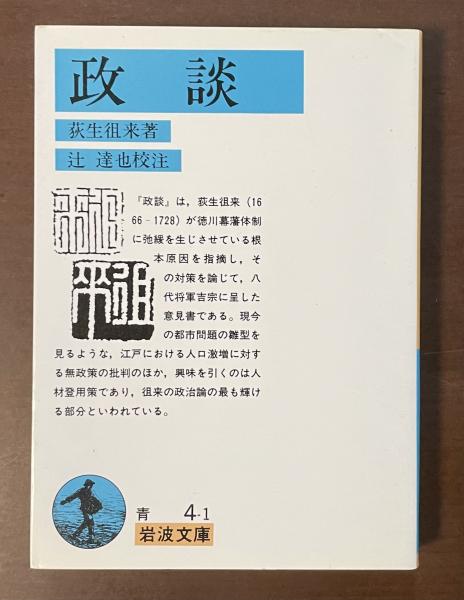 政談
荻生徂来著
辻 達也校注
『政談』は，荻生徂来（16
66‐1728）が徳川幕藩体制
に弛緩を生じさせている根
本原因を指摘し，そ
の対策を論じて，八
代将軍吉宗に呈した
意見書である。現今
の都市問題の雛型を
見るような，江戸における人口激増に対す
る無政策の批判のほか，興味を引くのは人
材登用策であり，徂来の政治論の最も輝け
る部分といわれている。
青 4-1
岩波文庫